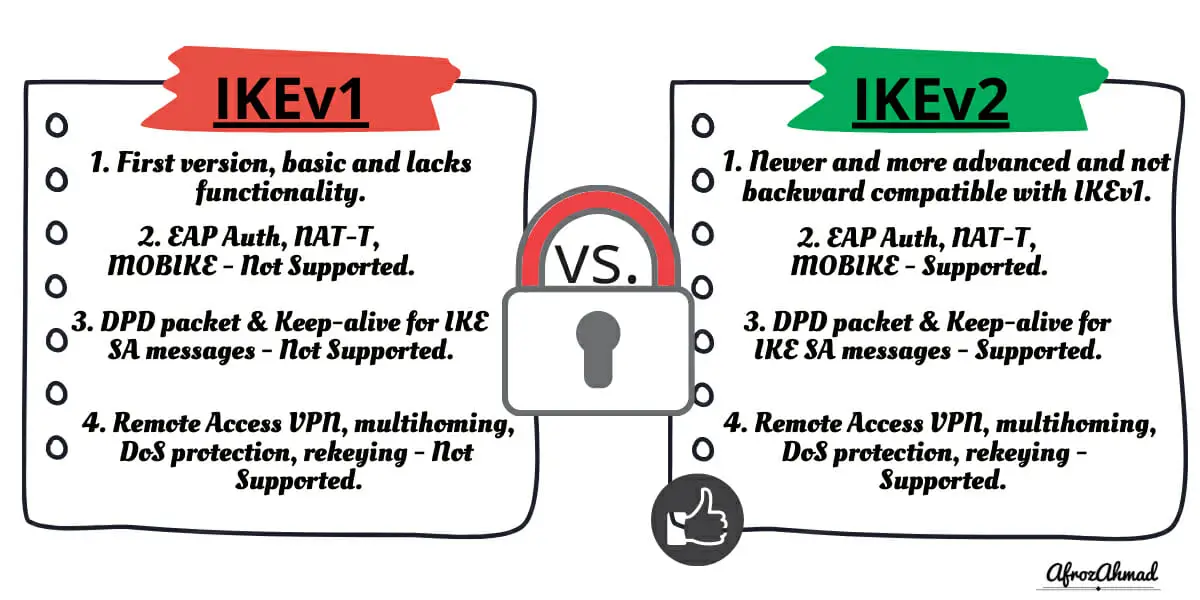 IKEv1
1. First version, basic and lacks
functionality.
2. EAP Auth, NAT-T,
MOBIKE - Not Supported.
3. DPD packet & Keep-alive for IKE
SA messages - Not Supported.
4. Remote Access VPN, multihoming,
DoS protection, rekeying - Not
Supported.
VS.
IKEv2
1. Newer and more advanced and not
backward compatible with IKEv1.
2. EAP Auth, NAT-T,
MOBIKE - Supported.
3. DPD packet & Keep-alive for
IKE SA messages - Supported.
4. Remote Access VPN, multihoming,
DoS protection, rekeying -
Supported.
AfrozAhmad